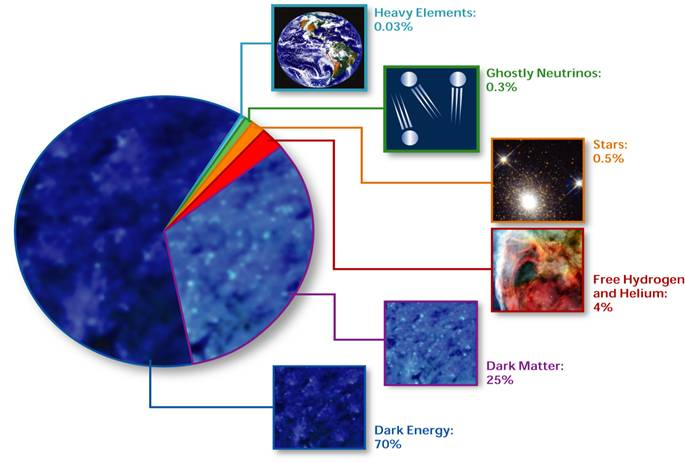 Heavy Elements:
0.03%
Ghostly Neutrinos:
0.3%
Stars:
0.5%
Free Hydrogen
and Helium:
4%
Dark Matter:
25%
Dark Energy:
70%